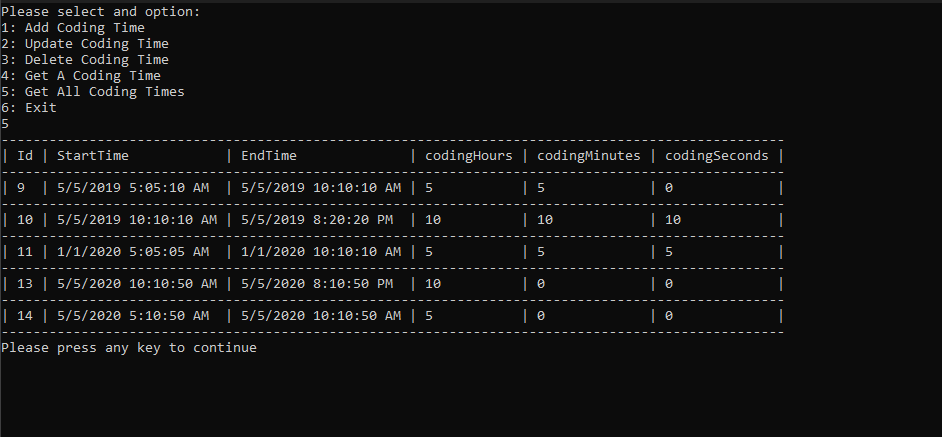 Please select and option:
1: Add Coding Time
2: Update Coding Time
3: Delete Coding Time
4: Get A Coding Time
5: Get All Coding Times
6: Exit
5
-------------------------------------------------------------------------------------------------
| Id | StartTime            | EndTime              | codingHours | codingMinutes | codingSeconds |
-------------------------------------------------------------------------------------------------
| 9  | 5/5/2019 5:05:10 AM  | 5/5/2019 10:10:10 AM | 5           | 5             | 0             |
-------------------------------------------------------------------------------------------------
| 10 | 5/5/2019 10:10:10 AM | 5/5/2019 8:20:20 PM  | 10          | 10            | 10            |
-------------------------------------------------------------------------------------------------
| 11 | 1/1/2020 5:05:05 AM  | 1/1/2020 10:10:10 AM | 5           | 5             | 5             |
-------------------------------------------------------------------------------------------------
| 13 | 5/5/2020 10:10:50 AM | 5/5/2020 8:10:50 PM  | 10          | 0             | 0             |
-------------------------------------------------------------------------------------------------
| 14 | 5/5/2020 5:10:50 AM  | 5/5/2020 10:10:50 AM | 5           | 0             | 0             |
-------------------------------------------------------------------------------------------------
Please press any key to continue